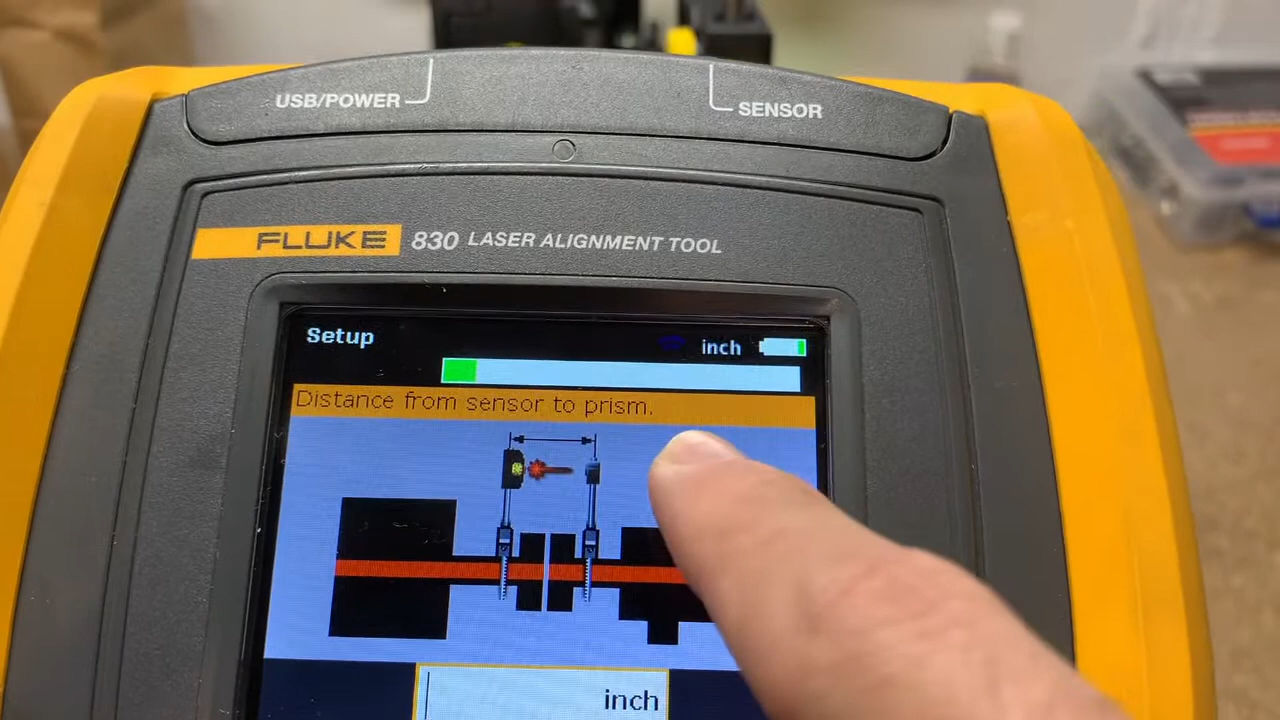 USB/POWER
SENSOR
FLUKE 830 LASER ALIGNMENT TOOL
Setup
inch
Distance from sensor to prism.
inch